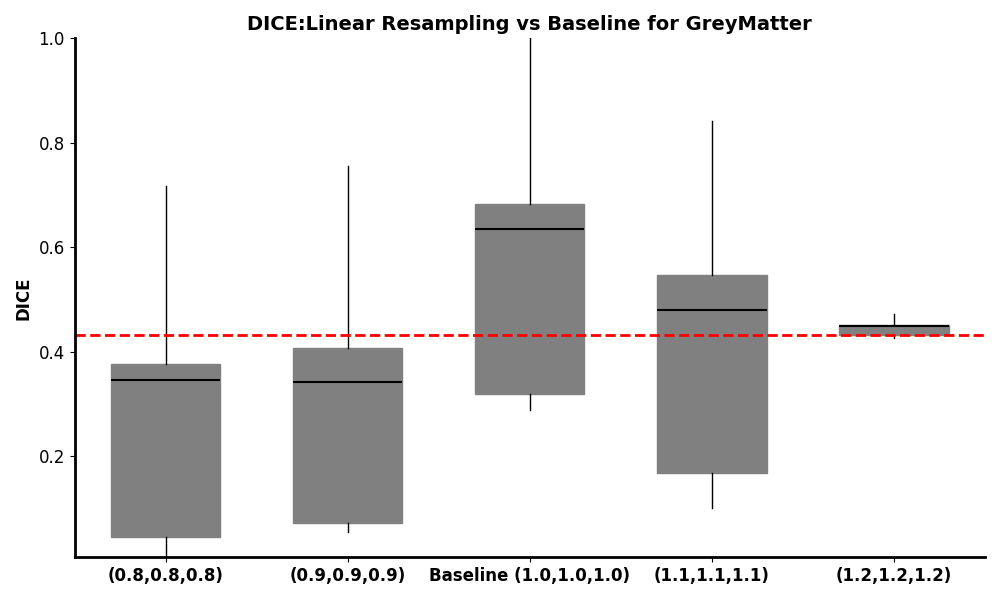 DICE:Linear Resampling vs Baseline for GreyMatter
1.0
0.8
0.6
0.4
0.2
DICE
(0.8,0.8,0.8) (0.9,0.9,0.9) Baseline (1.0,1.0,1.0) (1.1,1.1,1.1) (1.2,1.2,1.2)